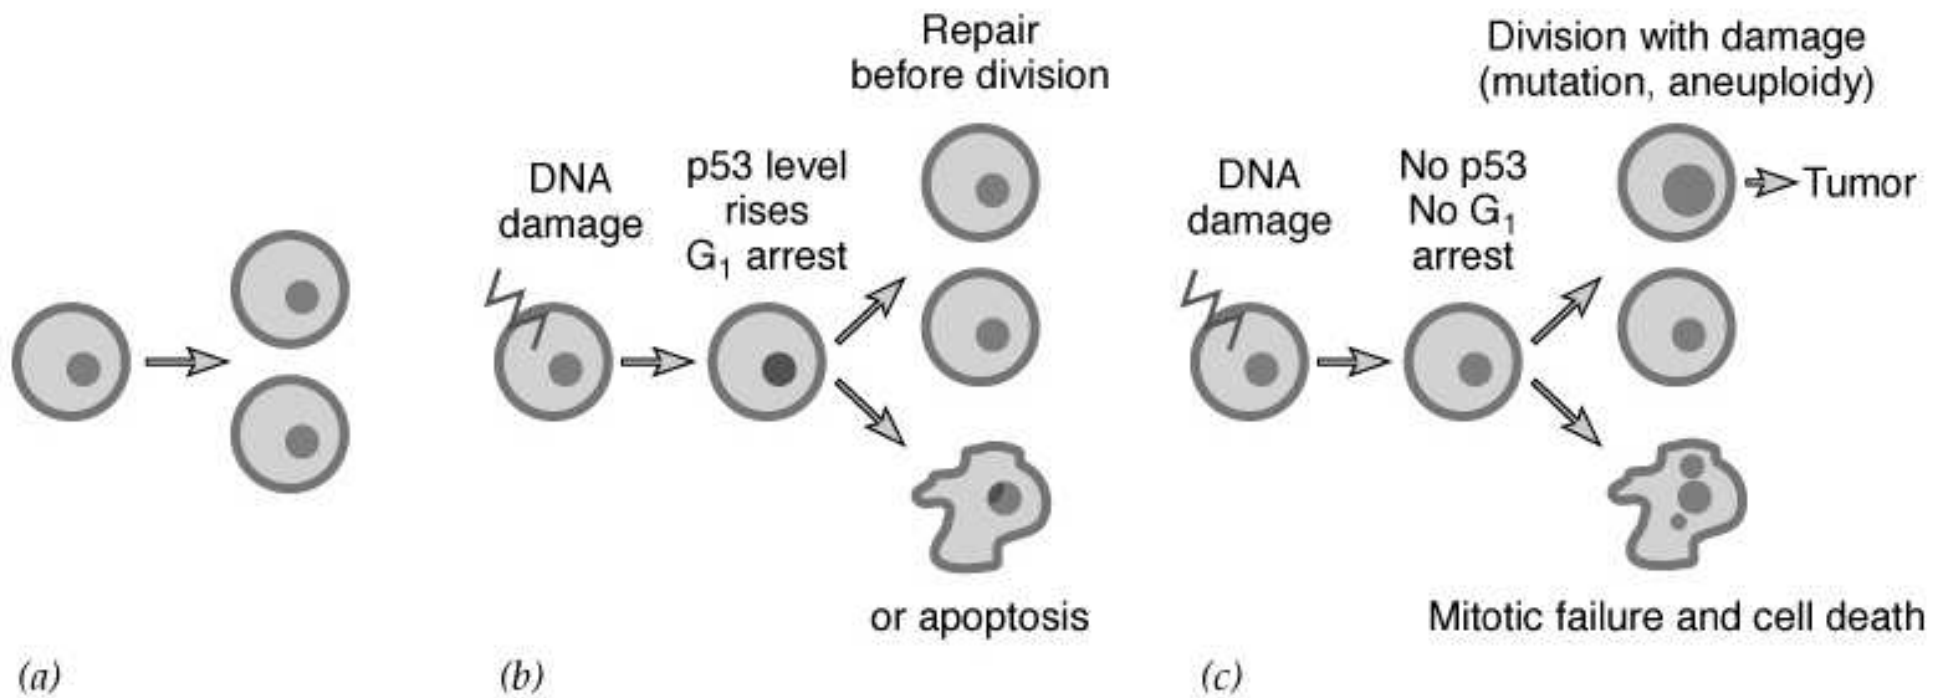 (a)
DNA
damage
p53 level
rises
G₁ arrest
Repair
before division
or apoptosis
(b)
DNA
damage
No p53
No G₁
arrest
Division with damage
(mutation, aneuploidy)
Tumor
Mitotic failure and cell death
(c)